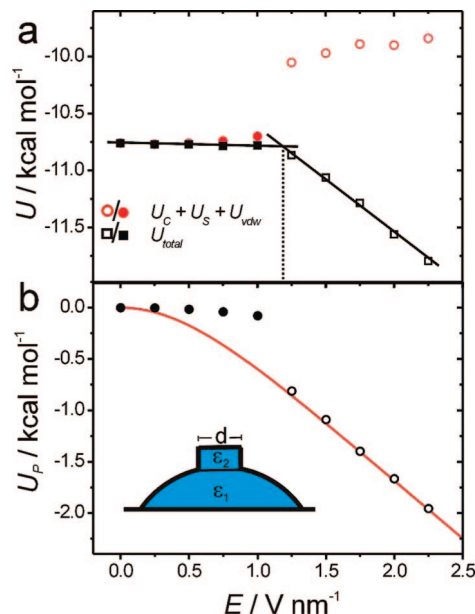 a
-10.0
-10.5
-11.0
-11.5
U / kcal mol⁻¹
U_C + U_S + U_vdw
U_total
b
0.0
-0.5
-1.0
-1.5
-2.0
U_P / kcal mol⁻¹
d
ε₂
ε₁
0.0 0.5 1.0 1.5 2.0 2.5
E / V nm⁻¹